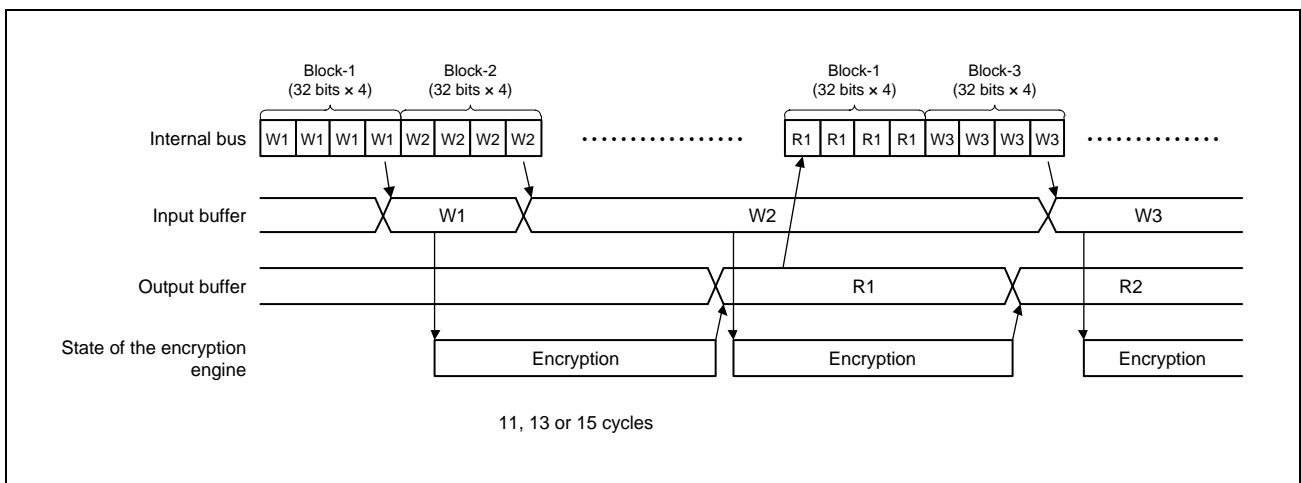 Block-1 Block-2 Block-1 Block-3
(32 bits × 4) (32 bits × 4) (32 bits × 4) (32 bits × 4)
Internal bus W1 W1 W1 W1 W2 W2 W2 W2 R1 R1 R1 R1 W3 W3 W3 W3
Input buffer W1 W2 W3
Output buffer R1 R2
State of the encryption
engine Encryption Encryption Encryption
11, 13 or 15 cycles